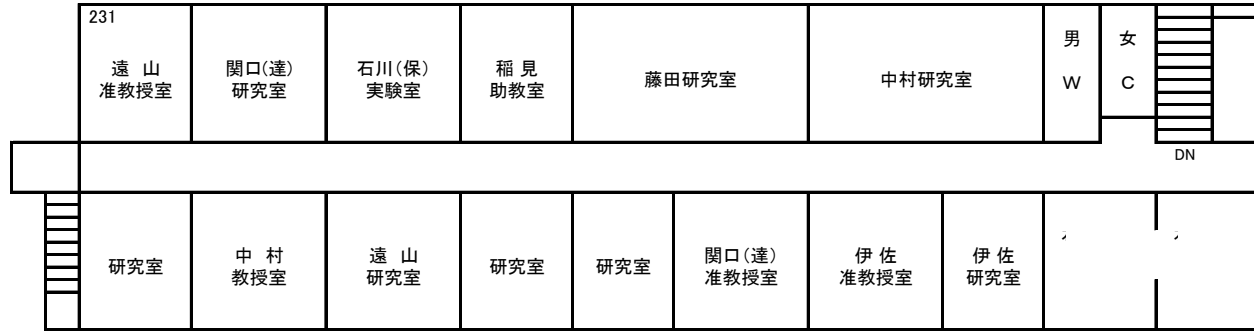 231
遠 山
准教授室
関口(達)
研究室
石川(保)
実験室
稲 見
助教室
藤田研究室
中村研究室
男
W
女
C
DN
研究室
中 村
教授室
遠 山
研究室
研究室
研究室
関口(達)
准教授室
伊 佐
准教授室
伊 佐
研究室